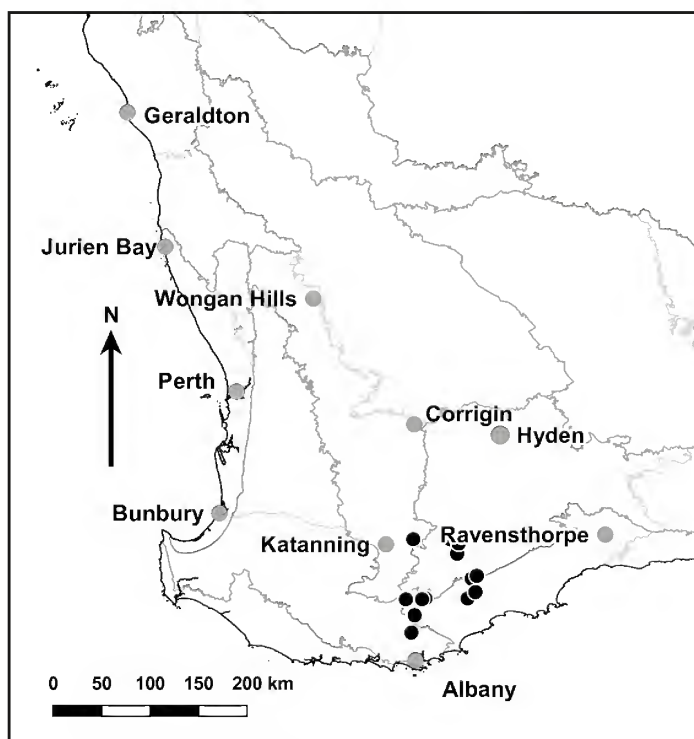 Geraldton
Jurien Bay
Wongan Hills
N
Perth
Corrigin
Hyden
Bunbury
Katanning
Ravensthorpe
0 50 100 150 200 km
Albany